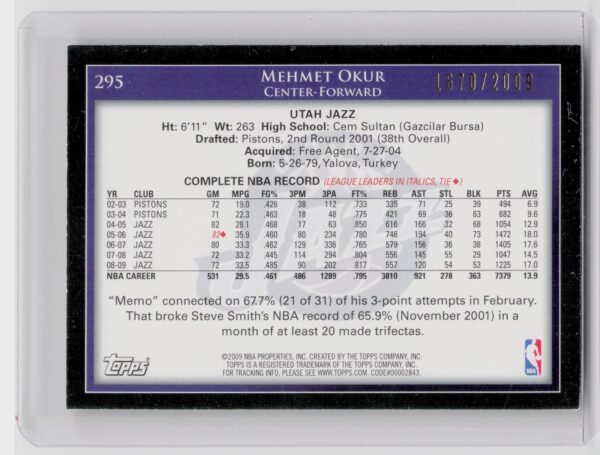 295
MEHMET OKUR
CENTER-FORWARD
1670/2009
UTAH JAZZ
Ht: 6'11" Wt: 263 High School: Cem Sultan (Gazcilar Bursa)
Drafted: Pistons, 2nd Round 2001 (38th Overall)
Acquired: Free Agent, 7-27-04
Born: 5-26-79, Yalova, Turkey
COMPLETE NBA RECORD (LEAGUE LEADERS IN ITALICS, TIE ♦)
YR CLUB GM MPG FG% 3PM 3PA FT% REB AST STL BLK PTS AVG
02-03 PISTONS 72 19.0 .426 38 112 .733 335 71 25 39 494 6.9
03-04 PISTONS 71 22.3 .463 18 48 .775 421 69 36 63 682 9.6
04-05 JAZZ 82 28.1 .468 17 63 .850 616 166 32 68 1054 12.9
05-06 JAZZ 82♦ 35.9 .460 80 234 .780 746 194 40 73 1472 18.0
06-07 JAZZ 80 33.3 .462 129 336 .765 579 156 36 38 1405 17.6
07-08 JAZZ 72 33.2 .445 114 294 .804 556 145 55 29 1047 14.5
08-09 JAZZ 72 33.5 .485 90 202 .817 557 120 54 53 1225 17.0
NBA CAREER 531 29.5 .461 486 1289 .795 3810 921 278 363 7379 13.9
"Memo" connected on 67.7% (21 of 31) of his 3-point attempts in February.
That broke Steve Smith's NBA record of 65.9% (November 2001) in a
month of at least 20 made trifectas.
©2009 NBA PROPERTIES, INC. CREATED BY THE TOPPS COMPANY, INC.
TOPPS IS A REGISTERED TRADEMARK OF THE TOPPS COMPANY, INC.
FOR TRACKING INFO, PLEASE SEE WWW.TOPPS.COM. CODE#00002843.
Topps
NBA